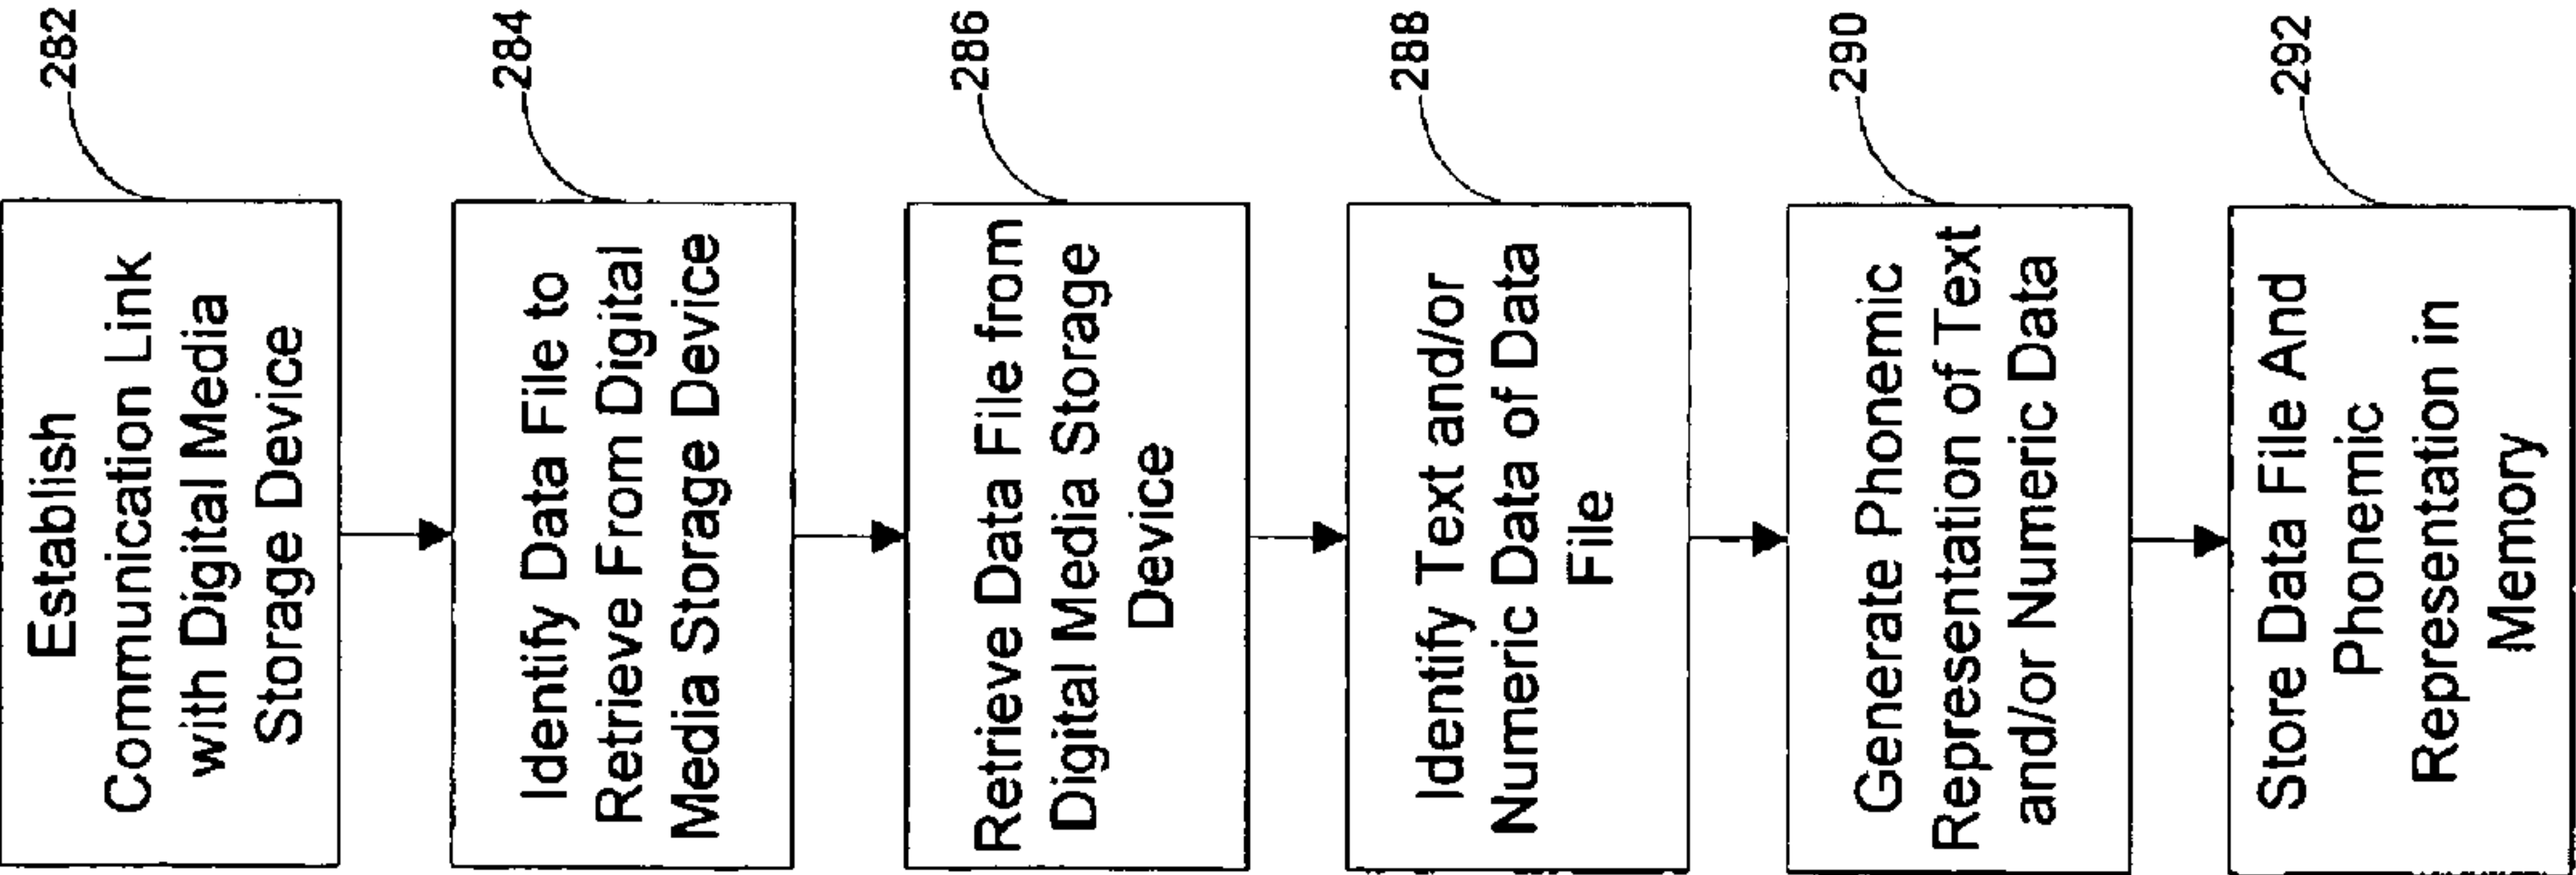 282
Establish
Communication Link
with Digital Media
Storage Device
284
Identify Data File to
Retrieve From Digital
Media Storage Device
286
Retrieve Data File from
Digital Media Storage
Device
288
Identify Text and/or
Numeric Data of Data
File
290
Generate Phonemic
Representation of Text
and/or Numeric Data
292
Store Data File And
Phonemic
Representation in
Memory